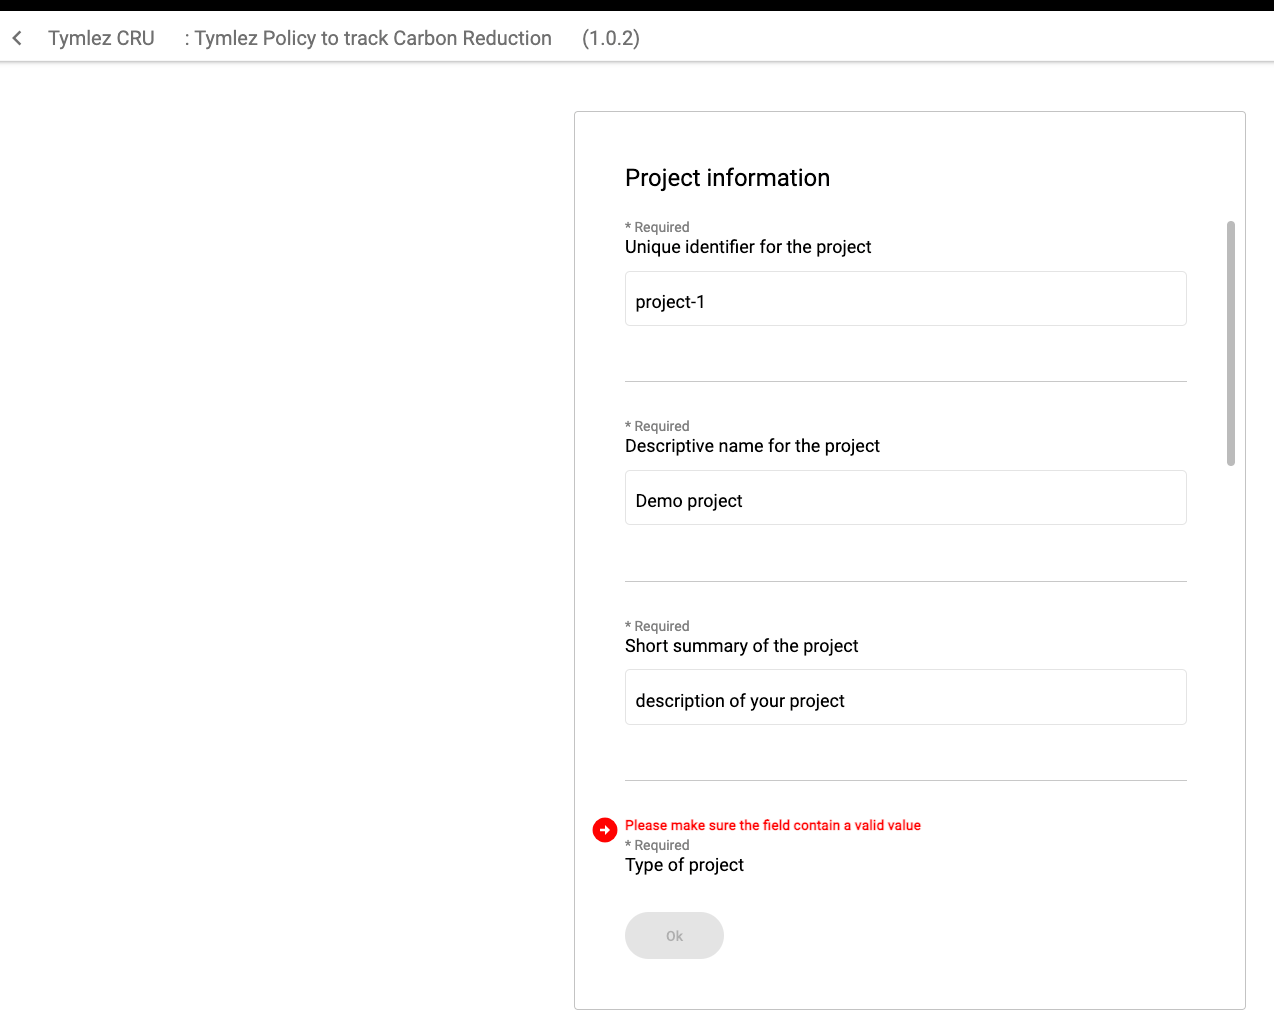 Tymlez CRU : Tymlez Policy to track Carbon Reduction (1.0.2)
Project information
* Required
Unique identifier for the project
project-1
* Required
Descriptive name for the project
Demo project
* Required
Short summary of the project
description of your project
Please make sure the field contain a valid value
* Required
Type of project
Ok